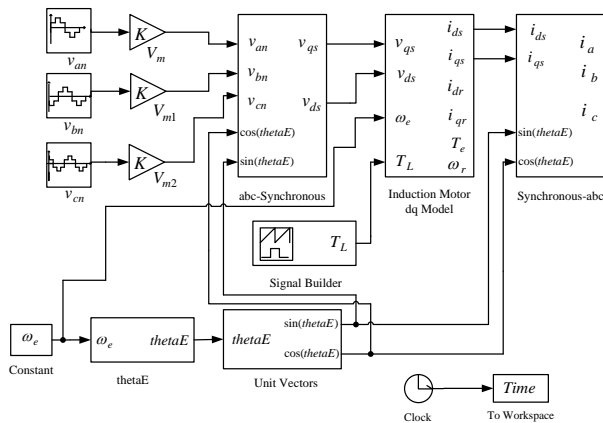 v_an
K
V_m
v_bn
K
V_m1
v_cn
K
V_m2
v_an
v_bn
v_cn
cos(thetaE)
sin(thetaE)
v_qs
v_ds
abc-Synchronous
v_qs
v_ds
ω_e
T_L
i_ds
i_qs
i_dr
i_qr
T_e
ω_r
Induction Motor
dq Model
i_ds
i_qs
i_a
i_b
i_c
sin(thetaE)
cos(thetaE)
Synchronous-abc
T_L
Signal Builder
ω_e
Constant
ω_e thetaE
thetaE
thetaE
sin(thetaE)
cos(thetaE)
Unit Vectors
Clock
Time
To Workspace